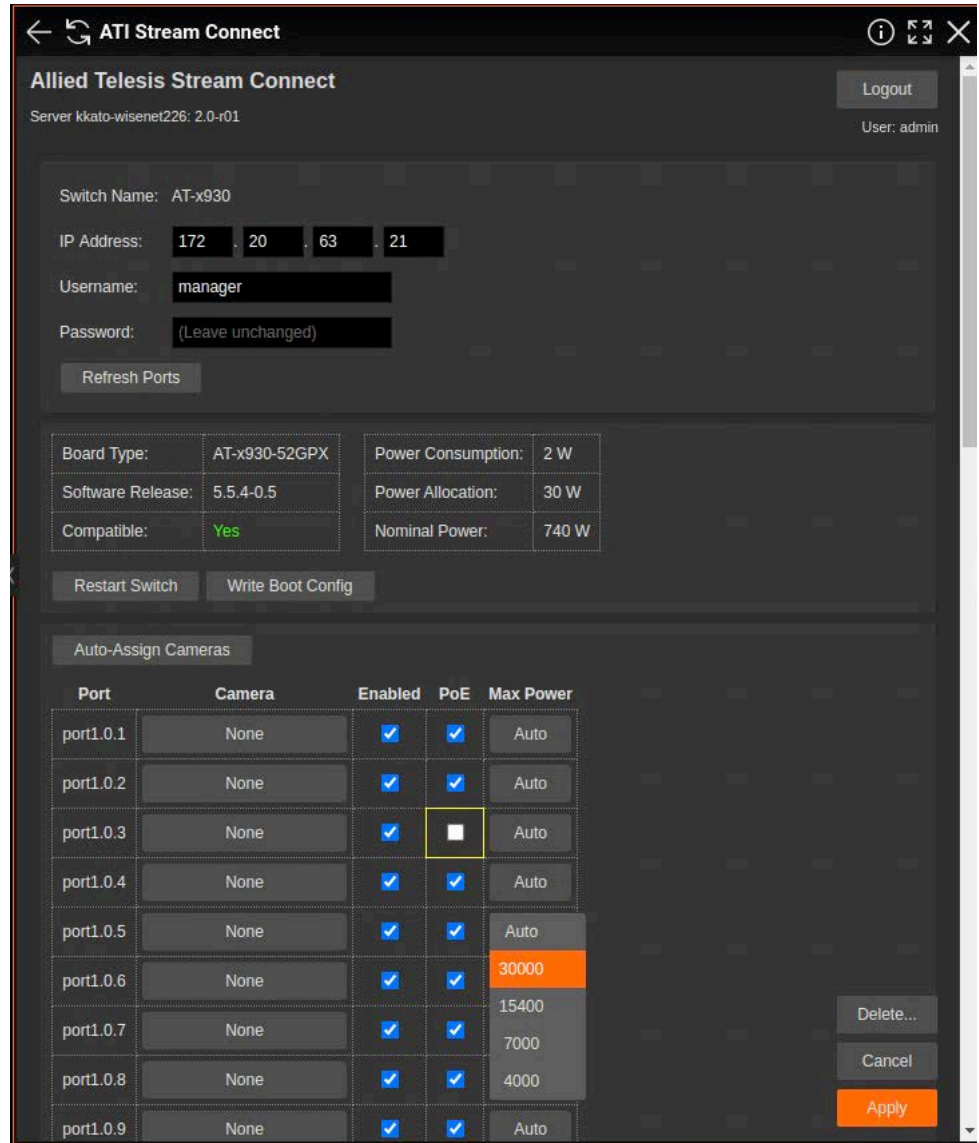 ATI Stream Connect
Allied Telesis Stream Connect
Logout
Server kkato-wisenet226: 2.0-r01
User: admin
Switch Name: AT-x930
IP Address: 172 . 20 . 63 . 21
Username: manager
Password: (Leave unchanged)
Refresh Ports
Board Type: AT-x930-52GPX Power Consumption: 2 W
Software Release: 5.5.4-0.5 Power Allocation: 30 W
Compatible: Yes Nominal Power: 740 W
Restart Switch Write Boot Config
Auto-Assign Cameras
Port Camera Enabled PoE Max Power
port1.0.1 None Auto
port1.0.2 None Auto
port1.0.3 None Auto
port1.0.4 None Auto
port1.0.5 None Auto
30000
port1.0.6 None
15400
port1.0.7 None
7000
port1.0.8 None 4000
port1.0.9 None Auto
Delete...
Cancel
Apply